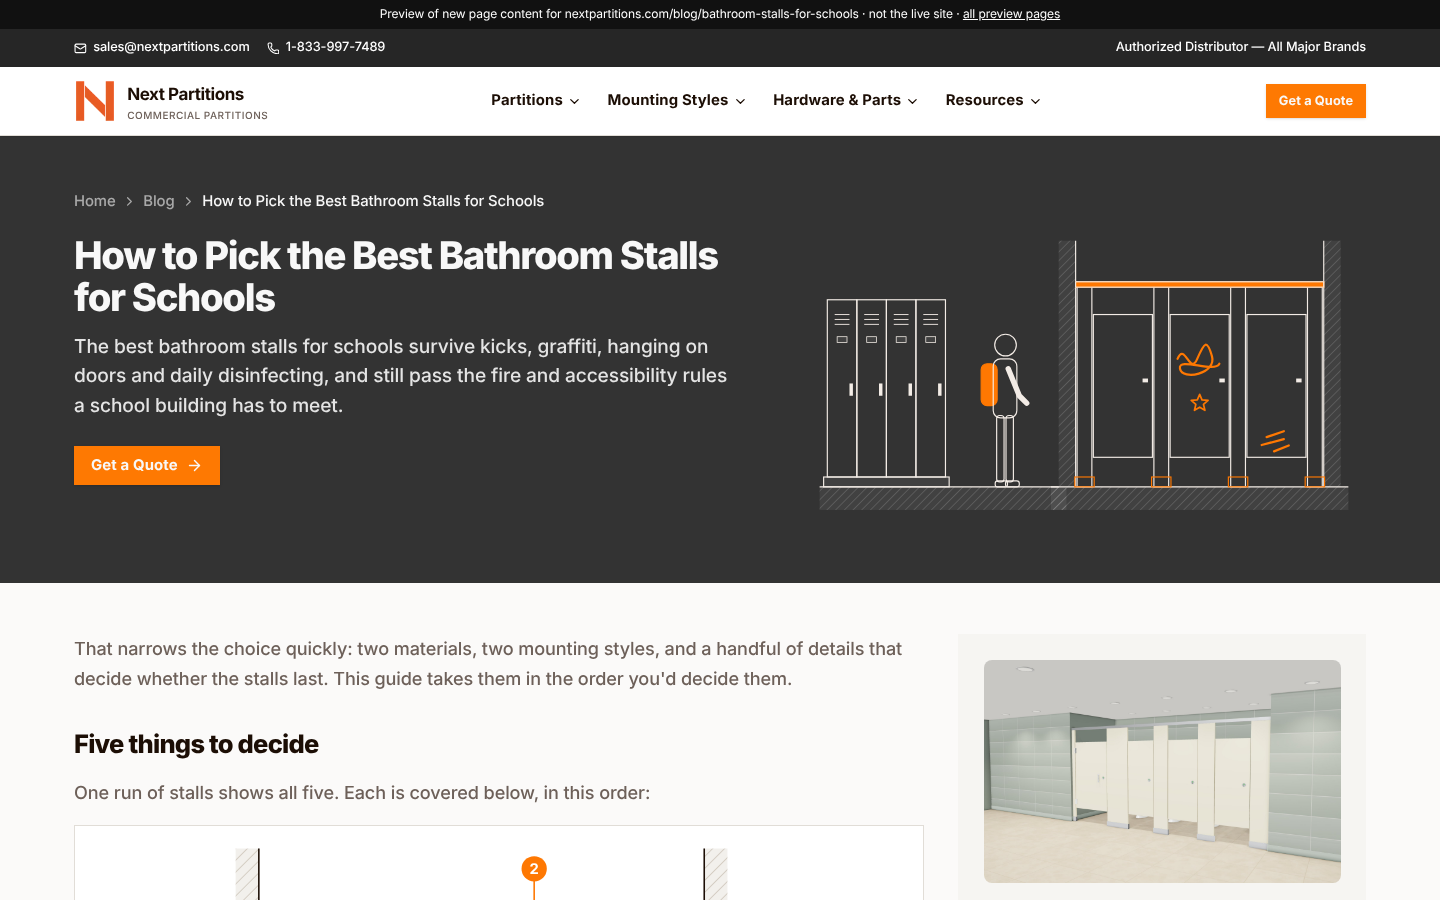 Preview of new page content for nextpartitions.com/blog/bathroom-stalls-for-schools · not the live site · all preview pages
sales@nextpartitions.com 1-833-997-7489 Authorized Distributor — All Major Brands
Next Partitions
COMMERCIAL PARTITIONS
Partitions Mounting Styles Hardware & Parts Resources Get a Quote
Home Blog How to Pick the Best Bathroom Stalls for Schools
How to Pick the Best Bathroom Stalls
for Schools
The best bathroom stalls for schools survive kicks, graffiti, hanging on
doors and daily disinfecting, and still pass the fire and accessibility rules
a school building has to meet.
Get a Quote
That narrows the choice quickly: two materials, two mounting styles, and a handful of details that
decide whether the stalls last. This guide takes them in the order you'd decide them.
Five things to decide
One run of stalls shows all five. Each is covered below, in this order:
2